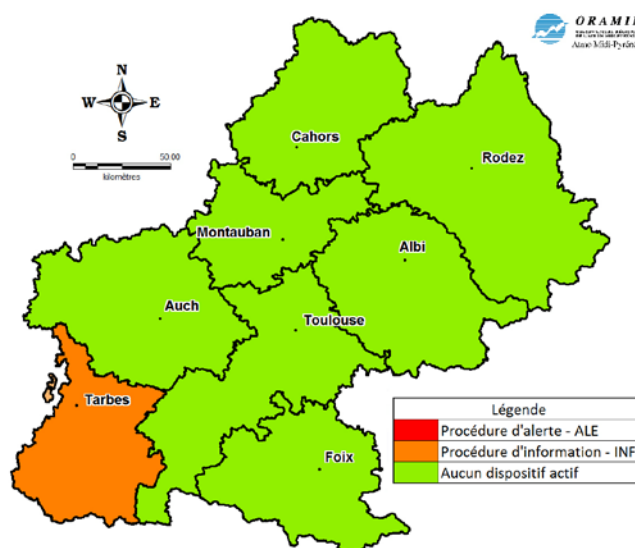 ORAMIP
Atmo Midi-Pyréné
N
W E
S
0 50.00
kilomètres
Cahors
Rodez
Montauban
Albi
Auch
Toulouse
Tarbes
Foix
Légende
Procédure d'alerte - ALE
Procédure d'information - INF
Aucun dispositif actif